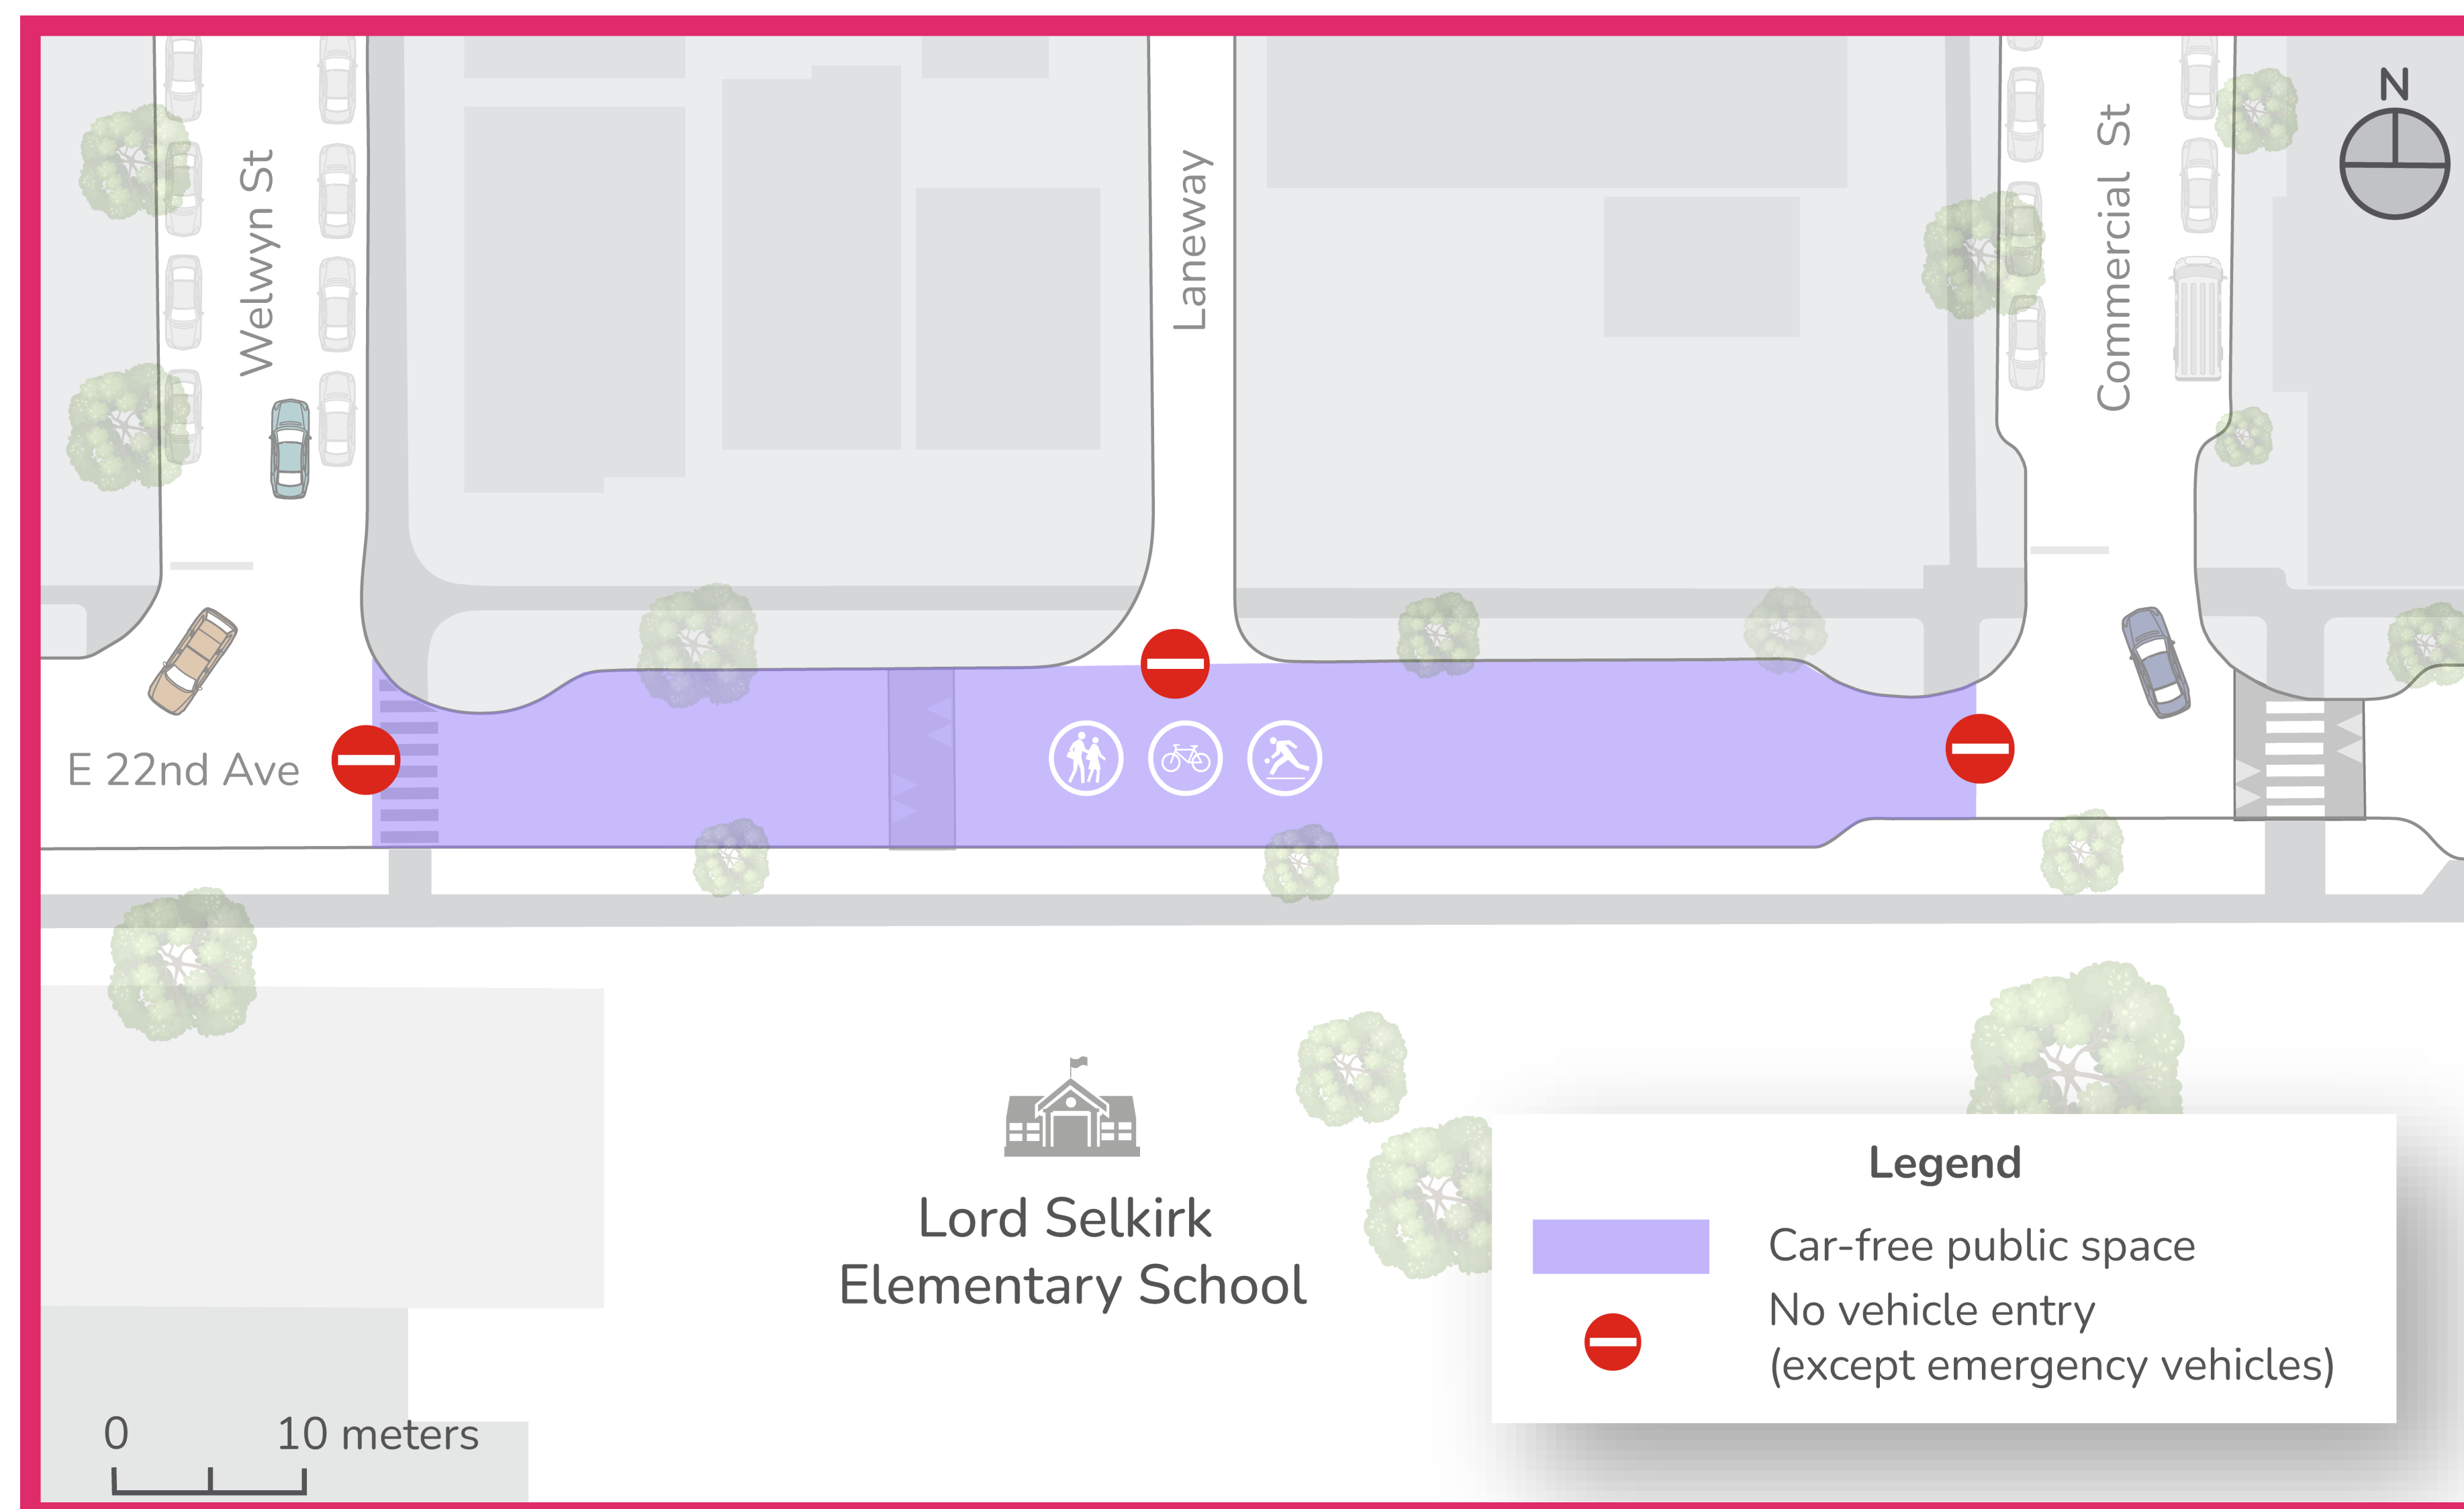 N
Welwyn St
Laneway
Commercial St
E 22nd Ave
Lord Selkirk
Elementary School
Legend
Car-free public space
No vehicle entry
(except emergency vehicles)
0 10 meters